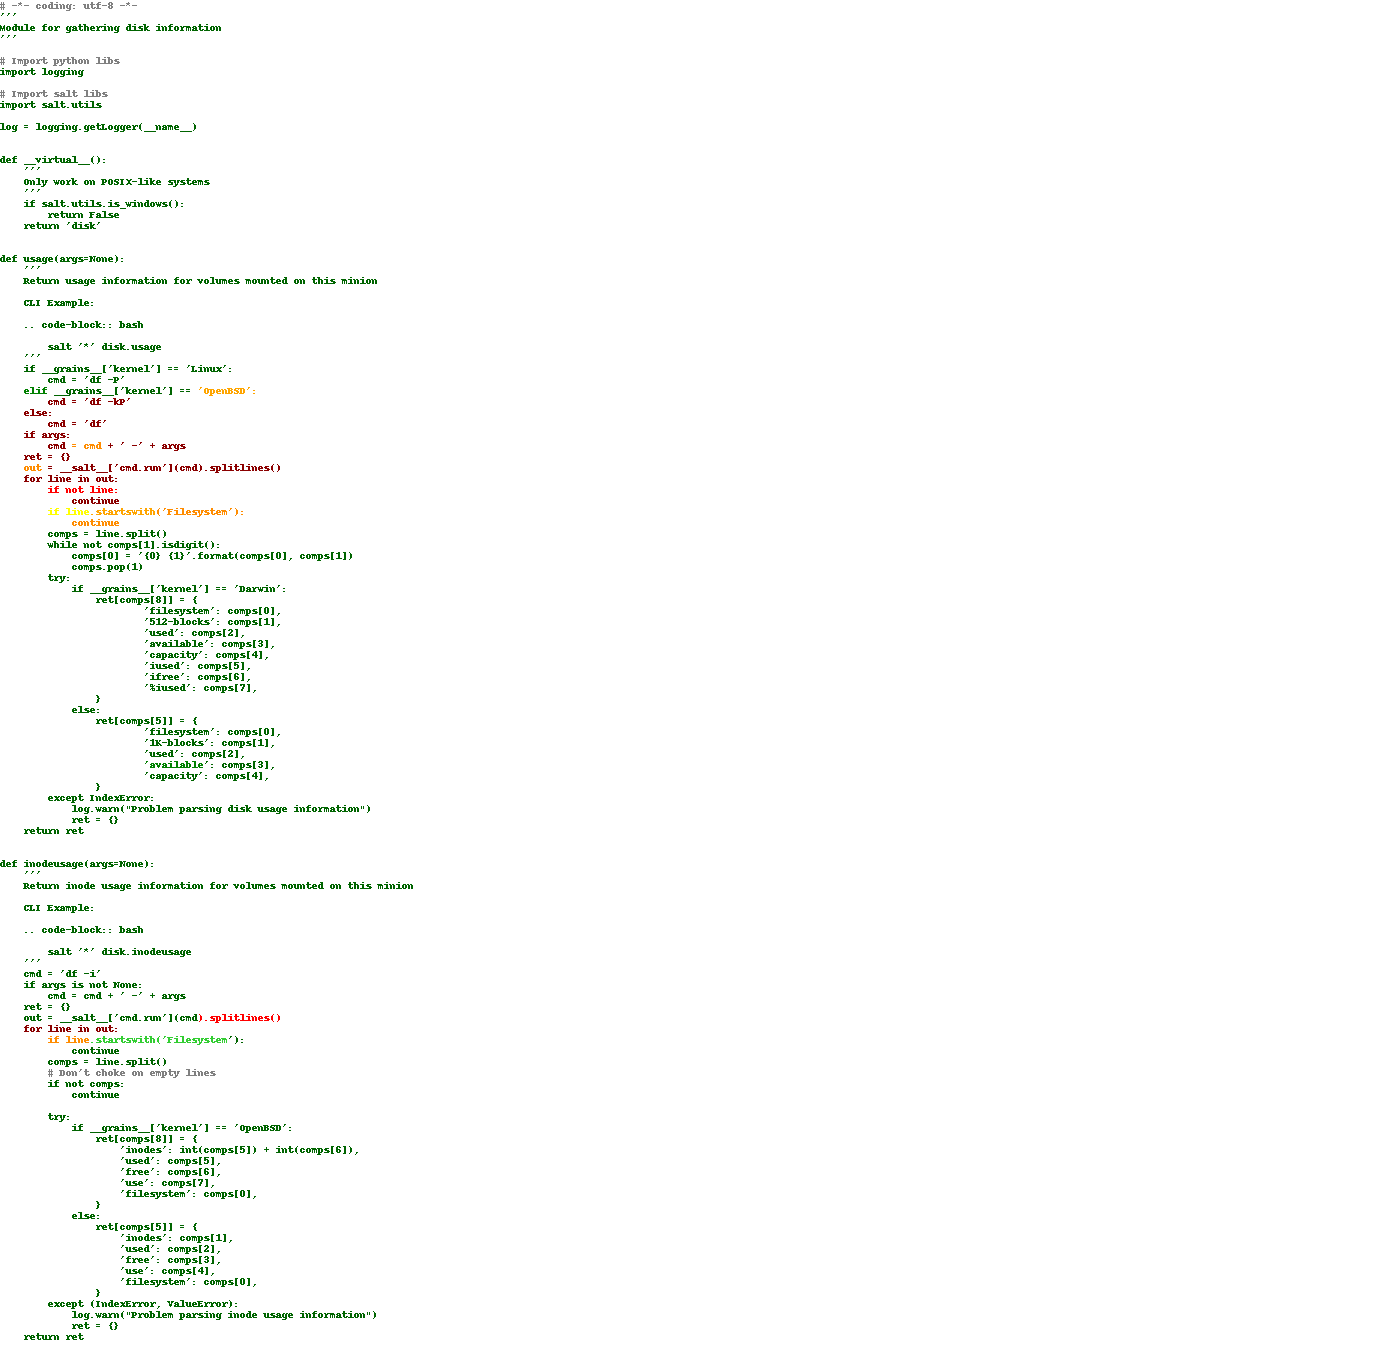 # -*- coding: utf-8 -*-
'''
Module for gathering disk information
'''

# Import python libs
import logging

# Import salt libs
import salt.utils

log = logging.getLogger(__name__)


def __virtual__():
    '''
    Only work on POSIX-like systems
    '''
    if salt.utils.is_windows():
        return False
    return 'disk'


def usage(args=None):
    '''
    Return usage information for volumes mounted on this minion

    CLI Example:

    .. code-block:: bash

        salt '*' disk.usage
    '''
    if __grains__['kernel'] == 'Linux':
        cmd = 'df -P'
    elif __grains__['kernel'] == 'OpenBSD':
        cmd = 'df -kP'
    else:
        cmd = 'df'
    if args:
        cmd = cmd + ' -' + args
    ret = {}
    out = __salt__['cmd.run'](cmd).splitlines()
    for line in out:
        if not line:
            continue
        if line.startswith('Filesystem'):
            continue
        comps = line.split()
        while not comps[1].isdigit():
            comps[0] = '{0} {1}'.format(comps[0], comps[1])
            comps.pop(1)
        try:
            if __grains__['kernel'] == 'Darwin':
                ret[comps[8]] = {
                        'filesystem': comps[0],
                        '512-blocks': comps[1],
                        'used': comps[2],
                        'available': comps[3],
                        'capacity': comps[4],
                        'iused': comps[5],
                        'ifree': comps[6],
                        '%iused': comps[7],
                }
            else:
                ret[comps[5]] = {
                        'filesystem': comps[0],
                        '1K-blocks': comps[1],
                        'used': comps[2],
                        'available': comps[3],
                        'capacity': comps[4],
                }
        except IndexError:
            log.warn("Problem parsing disk usage information")
            ret = {}
    return ret


def inodeusage(args=None):
    '''
    Return inode usage information for volumes mounted on this minion

    CLI Example:

    .. code-block:: bash

        salt '*' disk.inodeusage
    '''
    cmd = 'df -i'
    if args is not None:
        cmd = cmd + ' -' + args
    ret = {}
    out = __salt__['cmd.run'](cmd).splitlines()
    for line in out:
        if line.startswith('Filesystem'):
            continue
        comps = line.split()
        # Don't choke on empty lines
        if not comps:
            continue

        try:
            if __grains__['kernel'] == 'OpenBSD':
                ret[comps[8]] = {
                    'inodes': int(comps[5]) + int(comps[6]),
                    'used': comps[5],
                    'free': comps[6],
                    'use': comps[7],
                    'filesystem': comps[0],
                }
            else:
                ret[comps[5]] = {
                    'inodes': comps[1],
                    'used': comps[2],
                    'free': comps[3],
                    'use': comps[4],
                    'filesystem': comps[0],
                }
        except (IndexError, ValueError):
            log.warn("Problem parsing inode usage information")
            ret = {}
    return ret